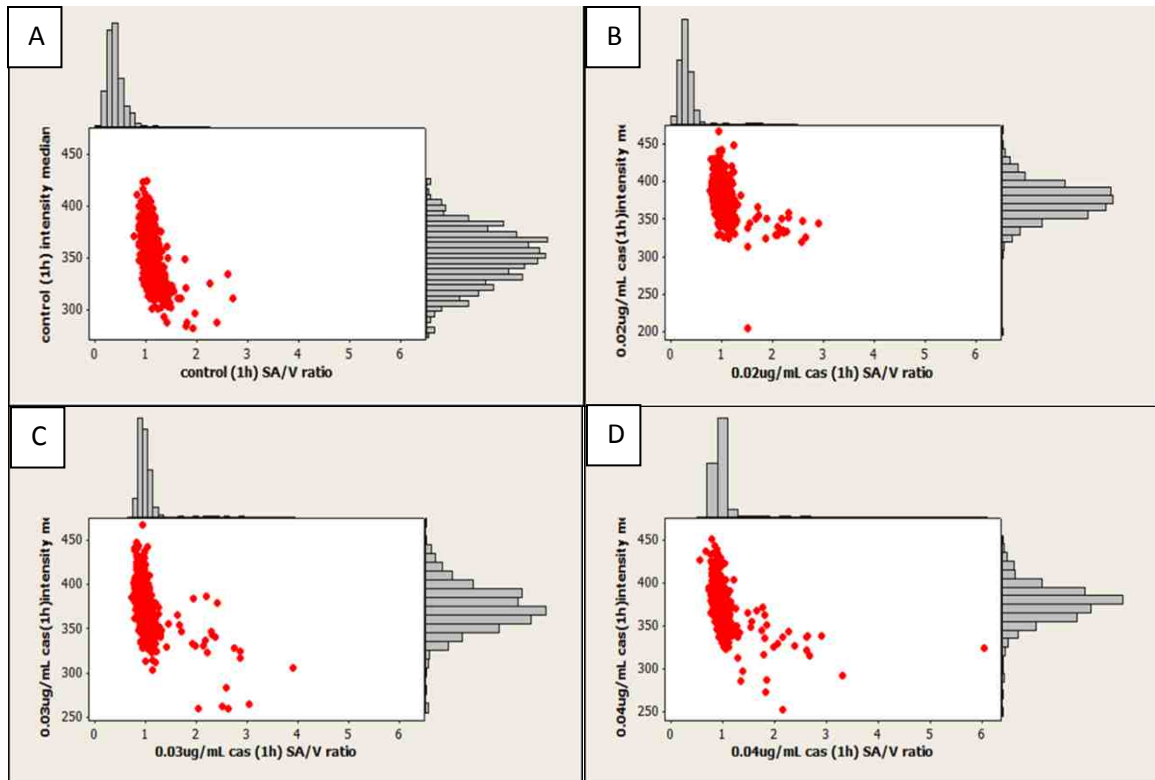 A
control (1h) intensity median
450
400
350
300
0 1 2 3 4 5 6
control (1h) SA/V ratio
B
0.02ug/mL cas(1h)intensity me
450
400
350
300
250
200
0 1 2 3 4 5 6
0.02ug/mL cas (1h) SA/V ratio
C
0.03ug/mL cas(1h)intensity me
450
400
350
300
250
0 1 2 3 4 5 6
0.03ug/mL cas (1h) SA/V ratio
D
0.04ug/mL cas(1h)intensity me
450
400
350
300
250
0 1 2 3 4 5 6
0.04ug/mL cas (1h) SA/V ratio